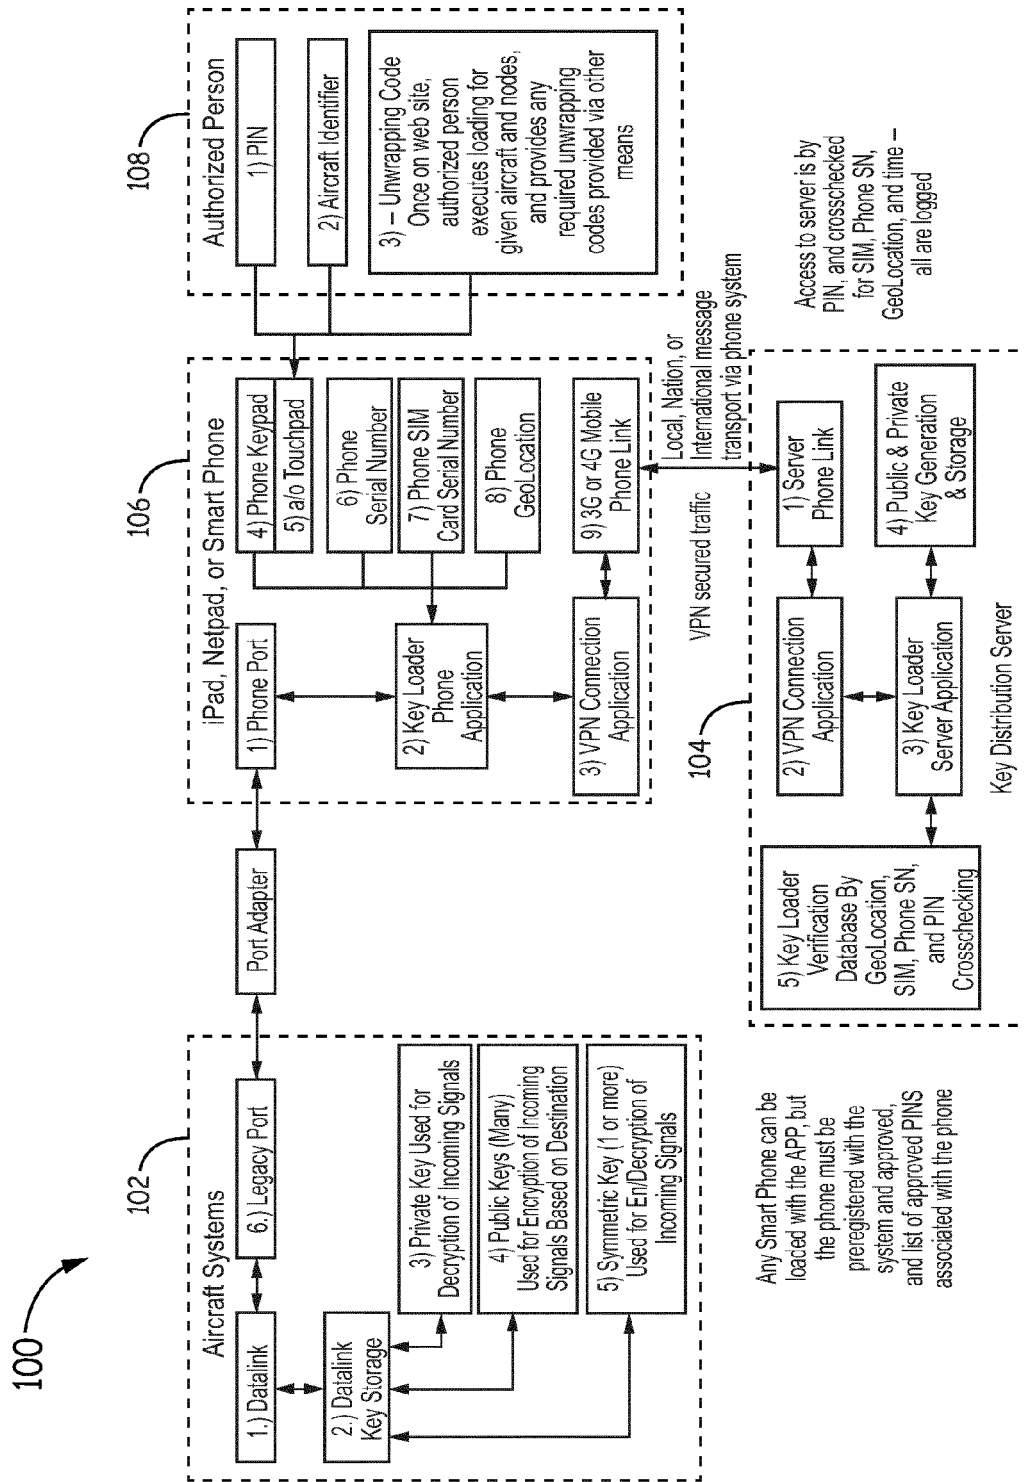 100
102
Aircraft Systems
1.) Datalink
6.) Legacy Port
2.) Datalink
Key Storage
3) Private Key Used for
Decryption of Incoming Signals
4) Public Keys (Many)
Used for Encryption of Incoming
Signals Based on Destination
5) Symmetric Key (1 or more)
Used for En/Decryption of
Incoming Signals
Port Adapter
106
iPad, Netpad, or Smart Phone
1) Phone Port
2) Key Loader
Phone
Application
3) VPN Connection
Application
4) Phone Keypad
5) a/o Touchpad
6) Phone
Serial Number
7) Phone SIM
Card Serial Number
8) Phone
GeoLocation
9) 3G or 4G Mobile
Phone Link
108
Authorized Person
1) PIN
2) Aircraft Identifier
3) – Unwrapping Code
Once on web site,
authorized person
executes loading for
given aircraft and nodes,
and provides any
required unwrapping
codes provided via other
means
VPN secured traffic
Local, Nation, or
International message
transport via phone system
Any Smart Phone can be
loaded with the APP, but
the phone must be
preregistered with the
system and approved,
and list of approved PINS
associated with the phone
104
5) Key Loader
Verification
Database By
GeoLocation,
SIM, Phone SN,
and PIN
Crosschecking
2) VPN Connection
Application
1) Server
Phone Link
3) Key Loader
Server Application
4) Public & Private
Key Generation
& Storage
Key Distribution Server
Access to server is by
PIN, and crosschecked
for SIM, Phone SN,
GeoLocation, and time –
all are logged